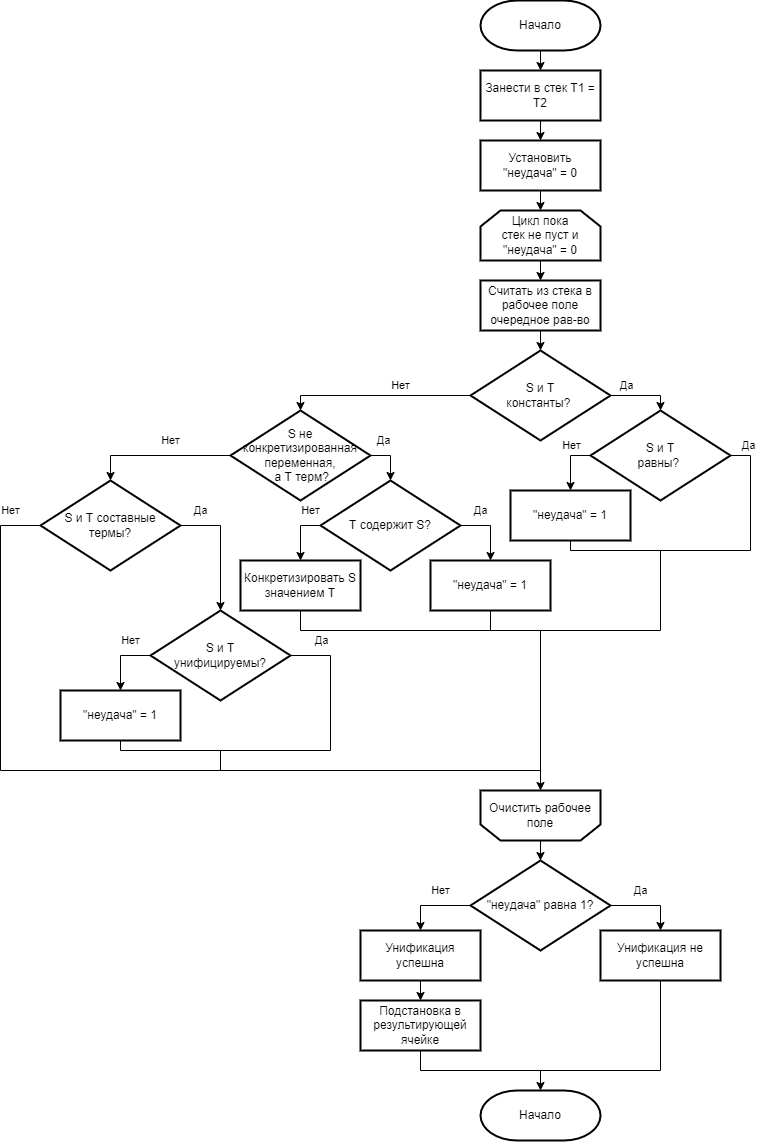 Начало
Занести в стек T1 =
T2
Установить
"неудача" = 0
Цикл пока
стек не пуст и
"неудача" = 0
Считать из стека в
рабочее поле
очередное рав-во
S и T
константы?
Нет
Да
S не
конкретизированная
переменная,
а T терм?
Нет
Да
S и T
равны?
Нет
Да
S и T составные
термы?
Нет
Да
T содержит S?
Нет
Да
"неудача" = 1
Конкретизировать S
значением T
"неудача" = 1
S и T
унифицируемы?
Нет
Да
"неудача" = 1
Очистить рабочее
поле
"неудача" равна 1?
Нет
Да
Унификация
успешна
Унификация не
успешна
Подстановка в
результирующей
ячейке
Начало